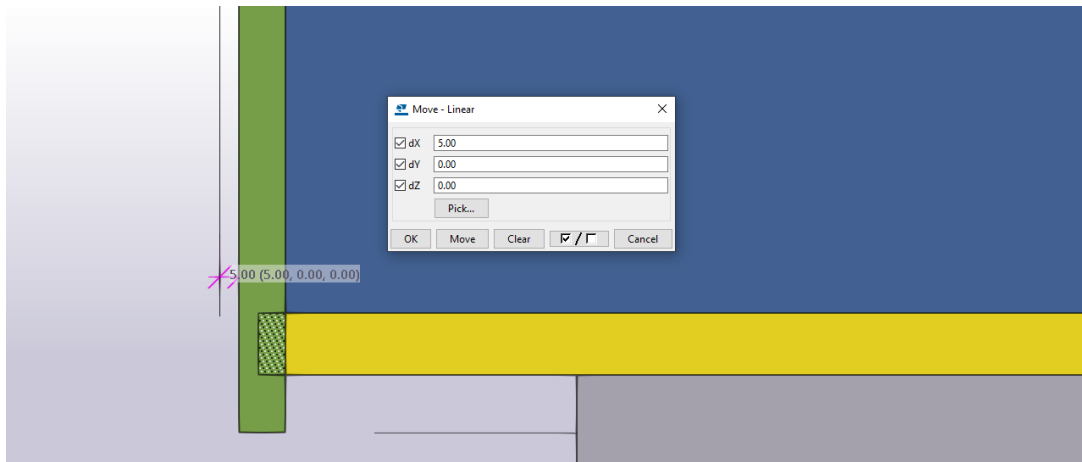 Move - Linear
dX 5.00
dY 0.00
dZ 0.00
Pick...
OK Move Clear / Cancel
5.00 (5.00, 0.00, 0.00)